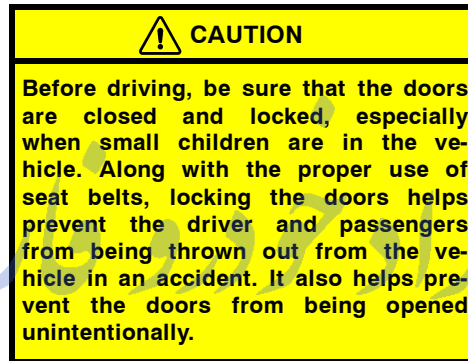 CAUTION
Before driving, be sure that the doors
are closed and locked, especially
when small children are in the ve-
hicle. Along with the proper use of
seat belts, locking the doors helps
prevent the driver and passengers
from being thrown out from the ve-
hicle in an accident. It also helps pre-
vent the doors from being opened
unintentionally.